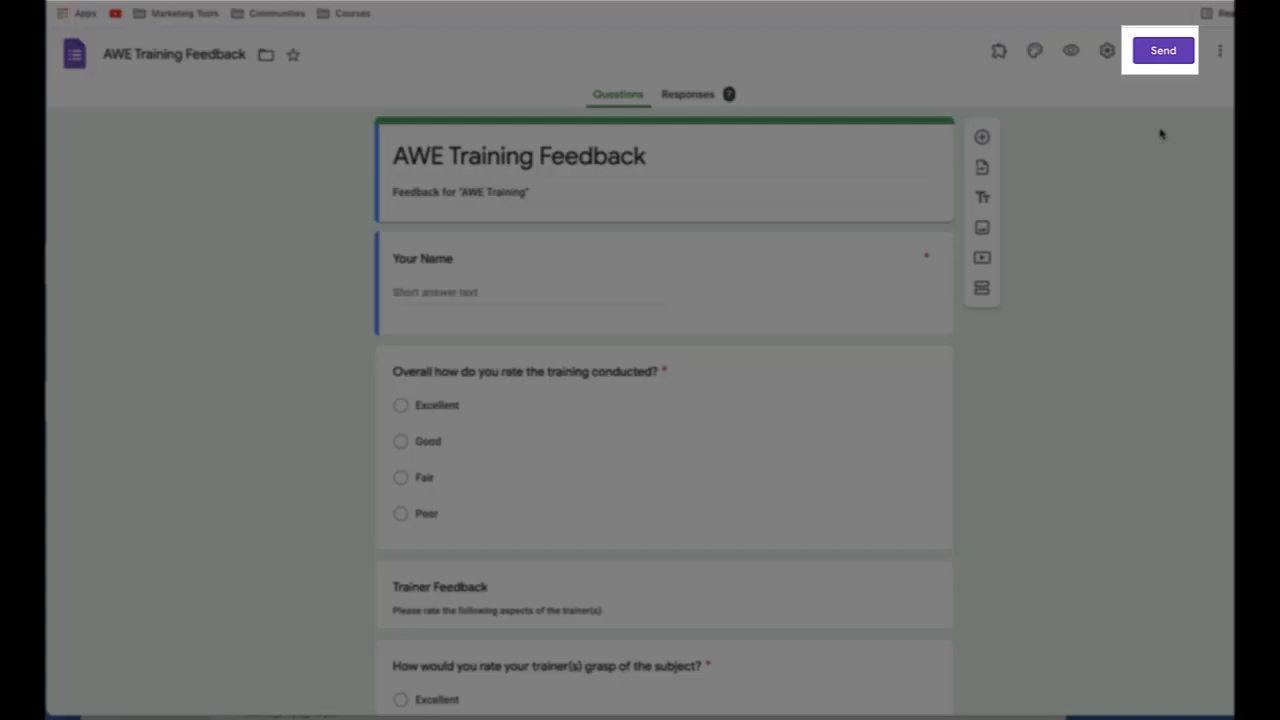 Apps
Marketing Tools
Communities
Courses
AWE Training Feedback
Send
Questions
Responses
AWE Training Feedback
Feedback for "AWE Training"
Your Name
*
Short answer text
Overall how do you rate the training conducted? *
Excellent
Good
Fair
Poor
Trainer Feedback
Please rate the following aspects of the trainer(s)
How would you rate your trainer(s) grasp of the subject? *
Excellent